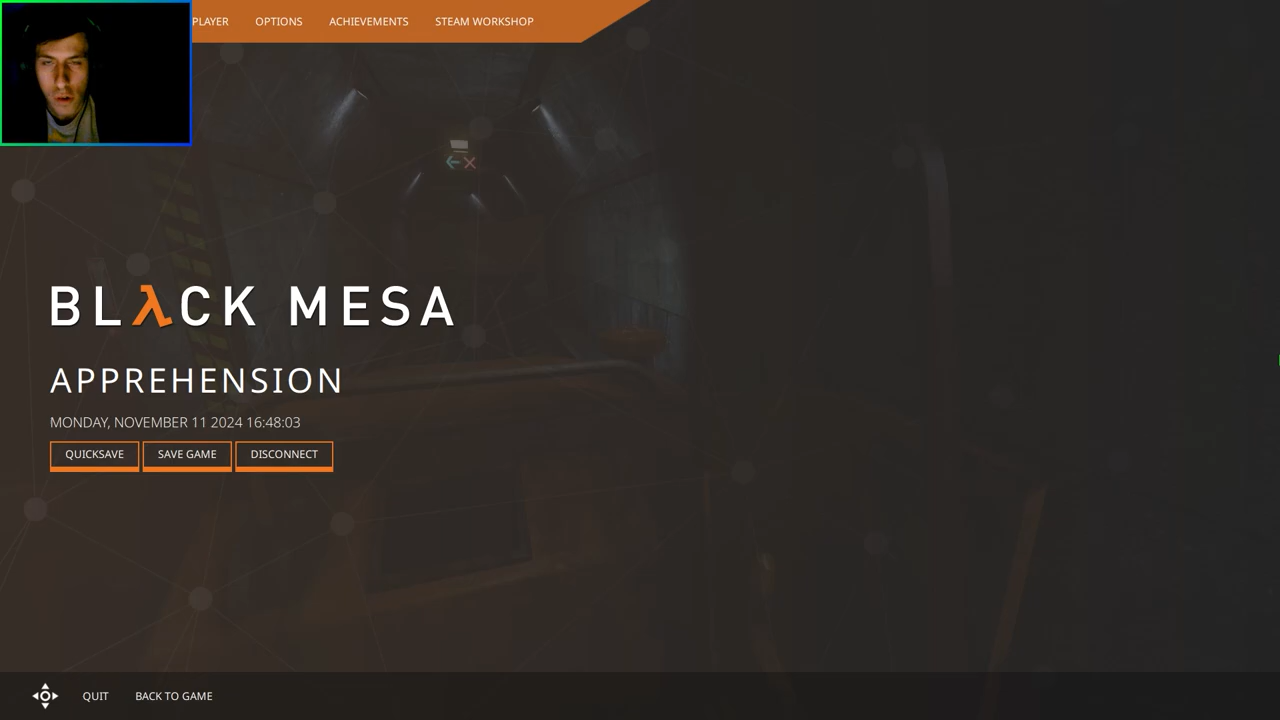 PLAYER OPTIONS ACHIEVEMENTS STEAM WORKSHOP
BLλCK MESA
APPREHENSION
MONDAY, NOVEMBER 11 2024 16:48:03
QUICKSAVE SAVE GAME DISCONNECT
QUIT BACK TO GAME